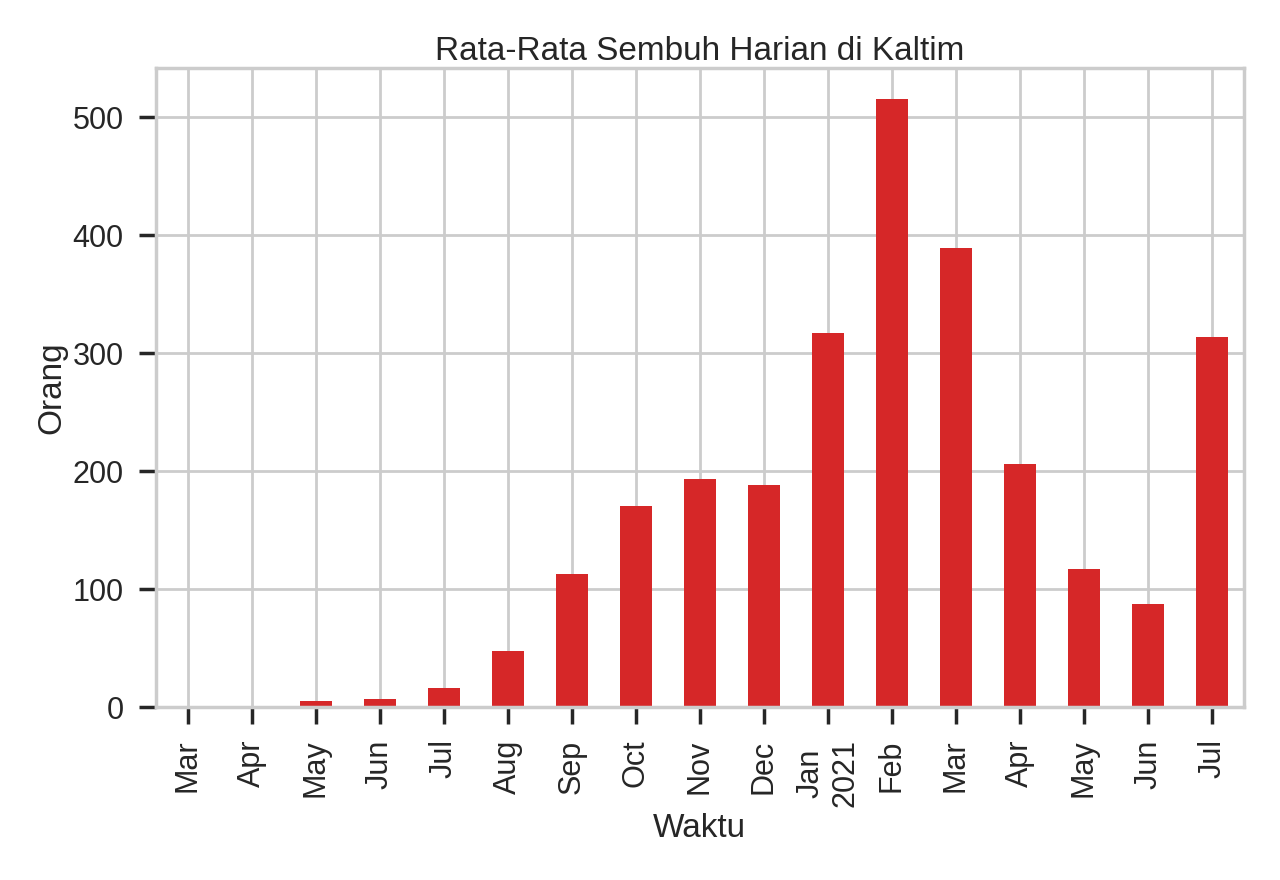 Rata-Rata Sembuh Harian di Kaltim
Orang
500
400
300
200
100
0
Mar
Apr
May
Jun
Jul
Aug
Sep
Oct
Nov
Dec
Jan
2021
Feb
Mar
Apr
May
Jun
Jul
Waktu